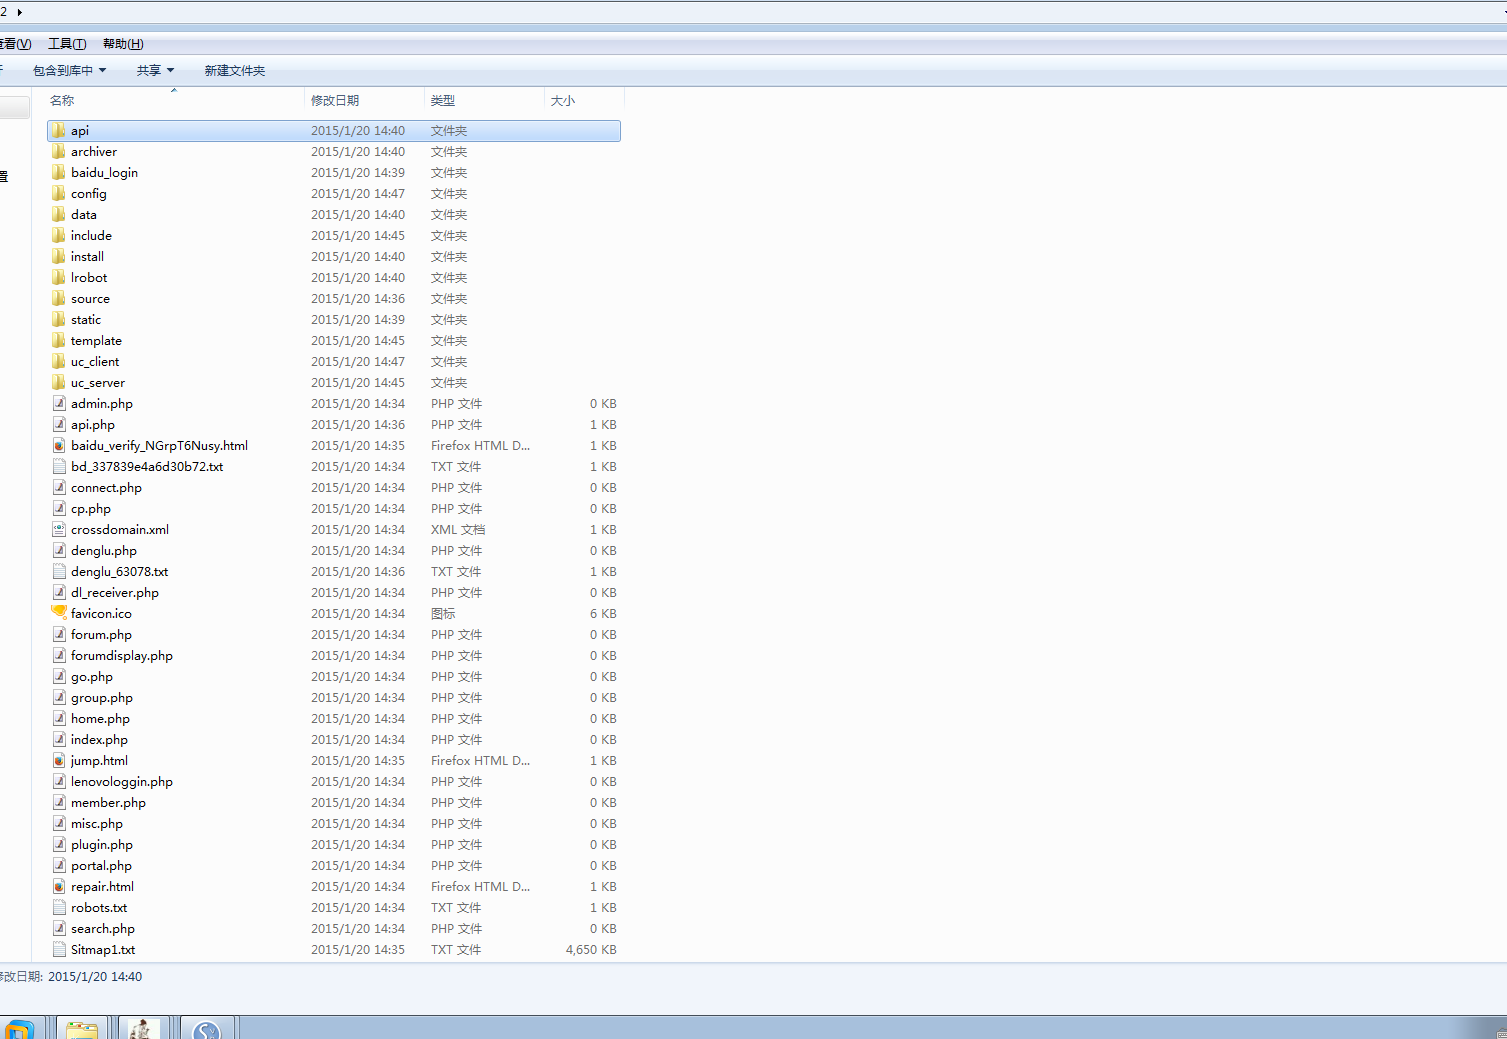 2
查看(V) 工具(T) 帮助(H)
包含到库中 共享 新建文件夹
名称 修改日期 类型 大小
api 2015/1/20 14:40 文件夹
archiver 2015/1/20 14:40 文件夹
baidu_login 2015/1/20 14:39 文件夹
置
config 2015/1/20 14:47 文件夹
data 2015/1/20 14:40 文件夹
include 2015/1/20 14:45 文件夹
install 2015/1/20 14:40 文件夹
lrobot 2015/1/20 14:40 文件夹
source 2015/1/20 14:36 文件夹
static 2015/1/20 14:39 文件夹
template 2015/1/20 14:45 文件夹
uc_client 2015/1/20 14:47 文件夹
uc_server 2015/1/20 14:45 文件夹
admin.php 2015/1/20 14:34 PHP 文件 0 KB
api.php 2015/1/20 14:36 PHP 文件 1 KB
baidu_verify_NGrpT6Nusy.html 2015/1/20 14:35 Firefox HTML D... 1 KB
bd_337839e4a6d30b72.txt 2015/1/20 14:34 TXT 文件 1 KB
connect.php 2015/1/20 14:34 PHP 文件 0 KB
cp.php 2015/1/20 14:34 PHP 文件 0 KB
crossdomain.xml 2015/1/20 14:34 XML 文档 1 KB
denglu.php 2015/1/20 14:34 PHP 文件 0 KB
denglu_63078.txt 2015/1/20 14:36 TXT 文件 1 KB
dl_receiver.php 2015/1/20 14:34 PHP 文件 0 KB
favicon.ico 2015/1/20 14:34 图标 6 KB
forum.php 2015/1/20 14:34 PHP 文件 0 KB
forumdisplay.php 2015/1/20 14:34 PHP 文件 0 KB
go.php 2015/1/20 14:34 PHP 文件 0 KB
group.php 2015/1/20 14:34 PHP 文件 0 KB
home.php 2015/1/20 14:34 PHP 文件 0 KB
index.php 2015/1/20 14:34 PHP 文件 0 KB
jump.html 2015/1/20 14:35 Firefox HTML D... 1 KB
lenovologgin.php 2015/1/20 14:34 PHP 文件 0 KB
member.php 2015/1/20 14:34 PHP 文件 0 KB
misc.php 2015/1/20 14:34 PHP 文件 0 KB
plugin.php 2015/1/20 14:34 PHP 文件 0 KB
portal.php 2015/1/20 14:34 PHP 文件 0 KB
repair.html 2015/1/20 14:34 Firefox HTML D... 1 KB
robots.txt 2015/1/20 14:34 TXT 文件 1 KB
search.php 2015/1/20 14:34 PHP 文件 0 KB
Sitmap1.txt 2015/1/20 14:35 TXT 文件 4,650 KB
修改日期: 2015/1/20 14:40